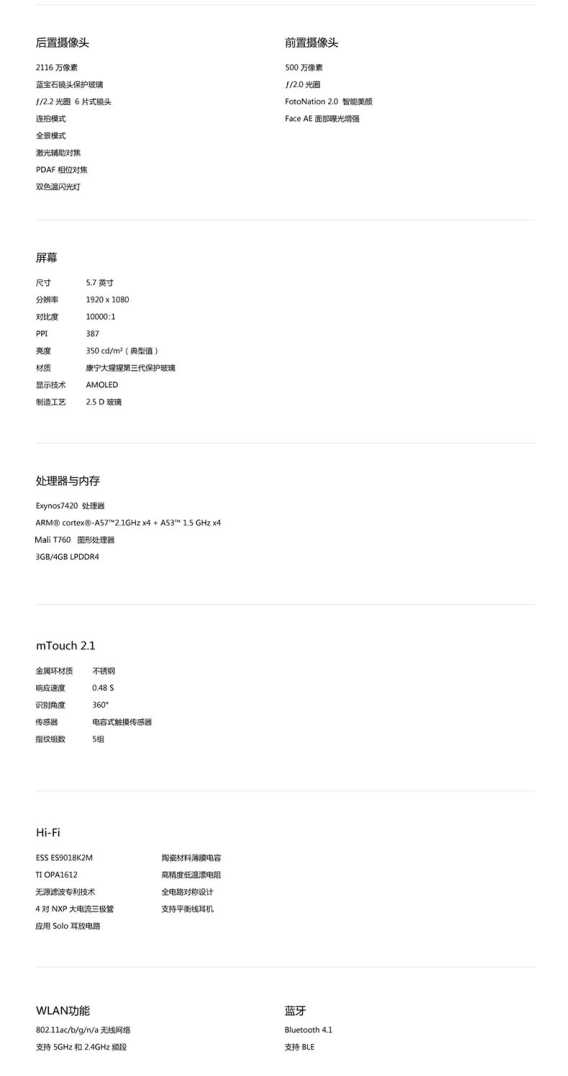 后置摄像头
2116 万像素
蓝宝石镜头保护玻璃
ƒ/2.2 光圈 6 片式镜头
连拍模式
全景模式
激光辅助对焦
PDAF 相位对焦
双色温闪光灯
前置摄像头
500 万像素
ƒ/2.0 光圈
FotoNation 2.0 智能美颜
Face AE 面部曝光增强
屏幕
尺寸 5.7 英寸
分辨率 1920 x 1080
对比度 10000:1
PPI 387
亮度 350 cd/m²（典型值）
材质 康宁大猩猩第三代保护玻璃
显示技术 AMOLED
制造工艺 2.5 D 玻璃
处理器与内存
Exynos7420 处理器
ARM® cortex®-A57™2.1GHz x4 + A53™ 1.5 GHz x4
Mali T760 图形处理器
3GB/4GB LPDDR4
mTouch 2.1
金属环材质 不锈钢
响应速度 0.48 S
识别角度 360°
传感器 电容式触摸传感器
指纹组数 5组
Hi-Fi
ESS ES9018K2M
TI OPA1612
无源滤波专利技术
4 对 NXP 大电流三极管
应用 Solo 耳放电路
陶瓷材料薄膜电容
高精度低温漂电阻
全电路对称设计
支持平衡线耳机
WLAN功能
802.11ac/b/g/n/a 无线网络
支持 5GHz 和 2.4GHz 频段
蓝牙
Bluetooth 4.1
支持 BLE